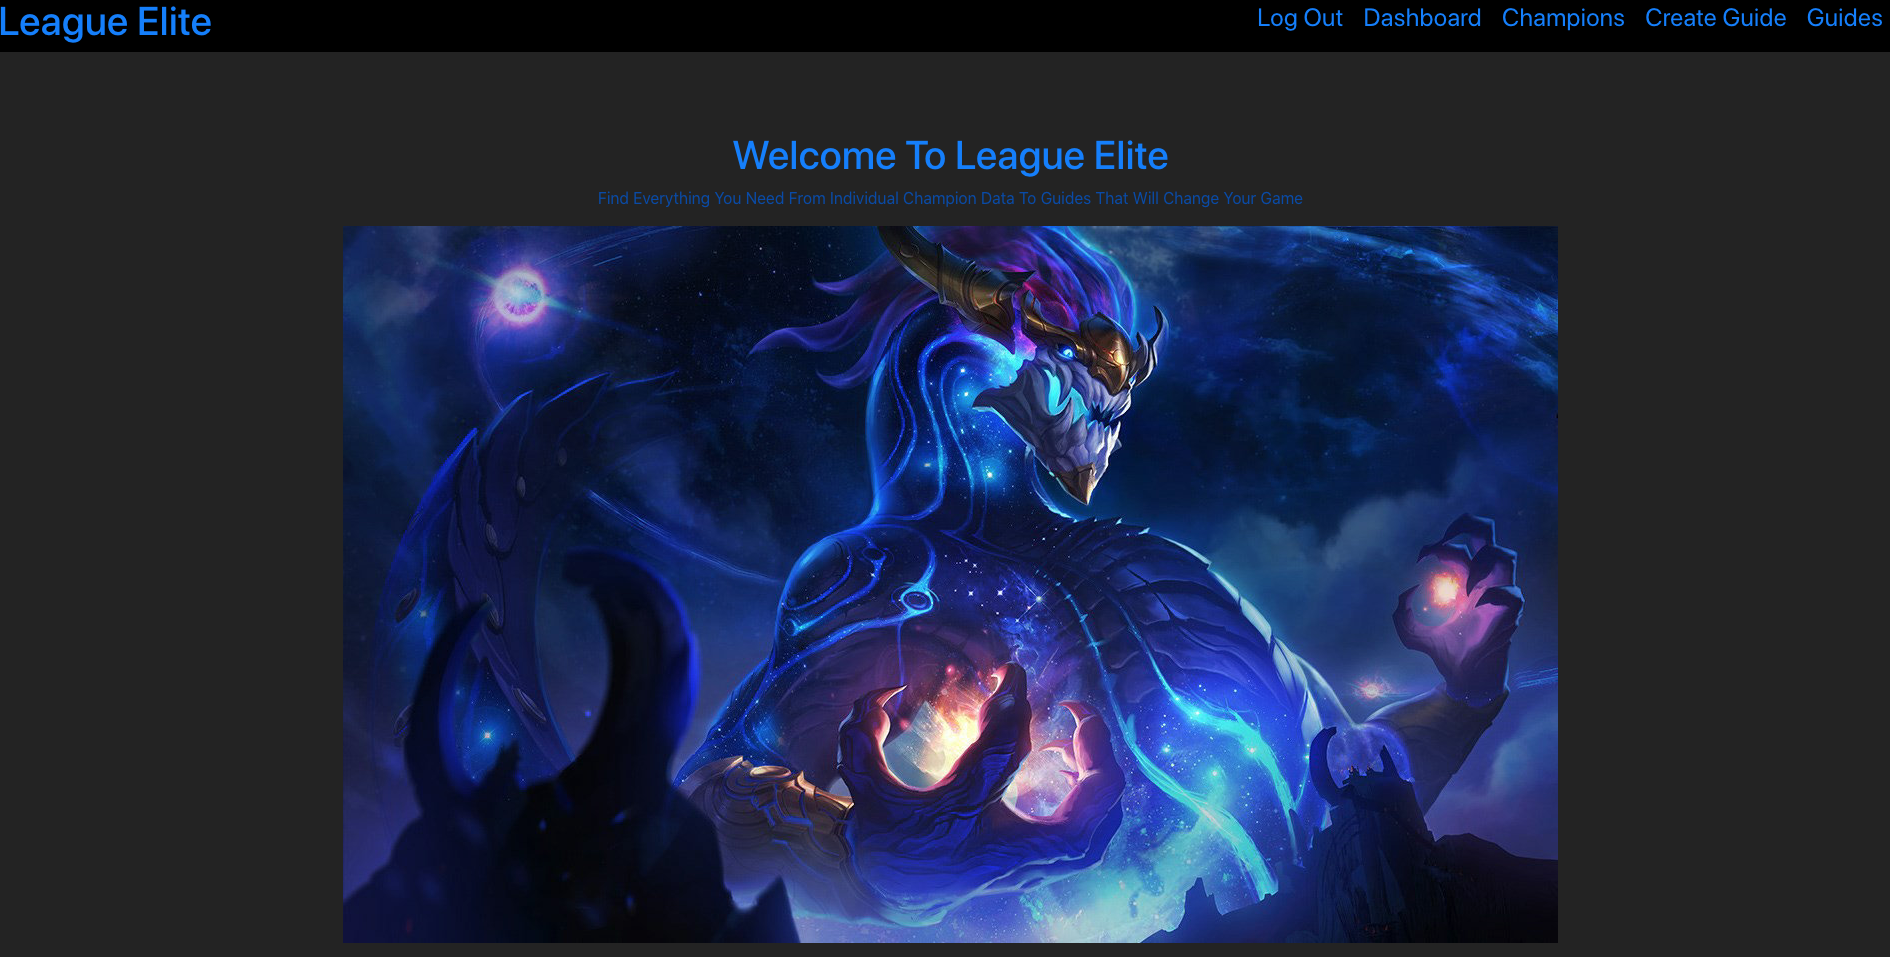 League Elite
Log Out Dashboard Champions Create Guide Guides
Welcome To League Elite
Find Everything You Need From Individual Champion Data To Guides That Will Change Your Game